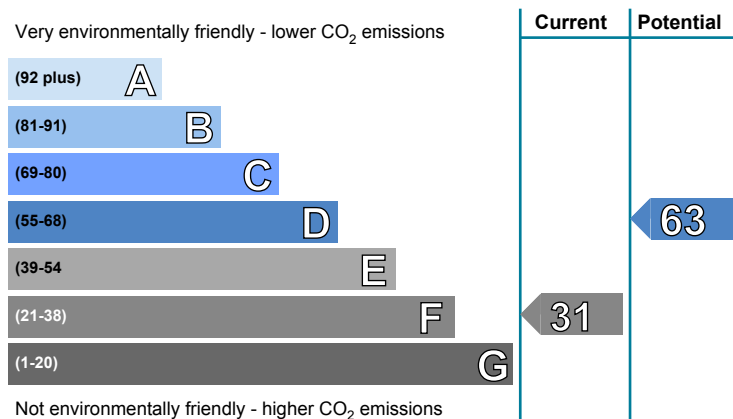 Current Potential
Very environmentally friendly - lower CO₂ emissions
(92 plus) A
(81-91) B
(69-80) C
(55-68) D 63
(39-54 E
(21-38) F 31
(1-20) G
Not environmentally friendly - higher CO₂ emissions